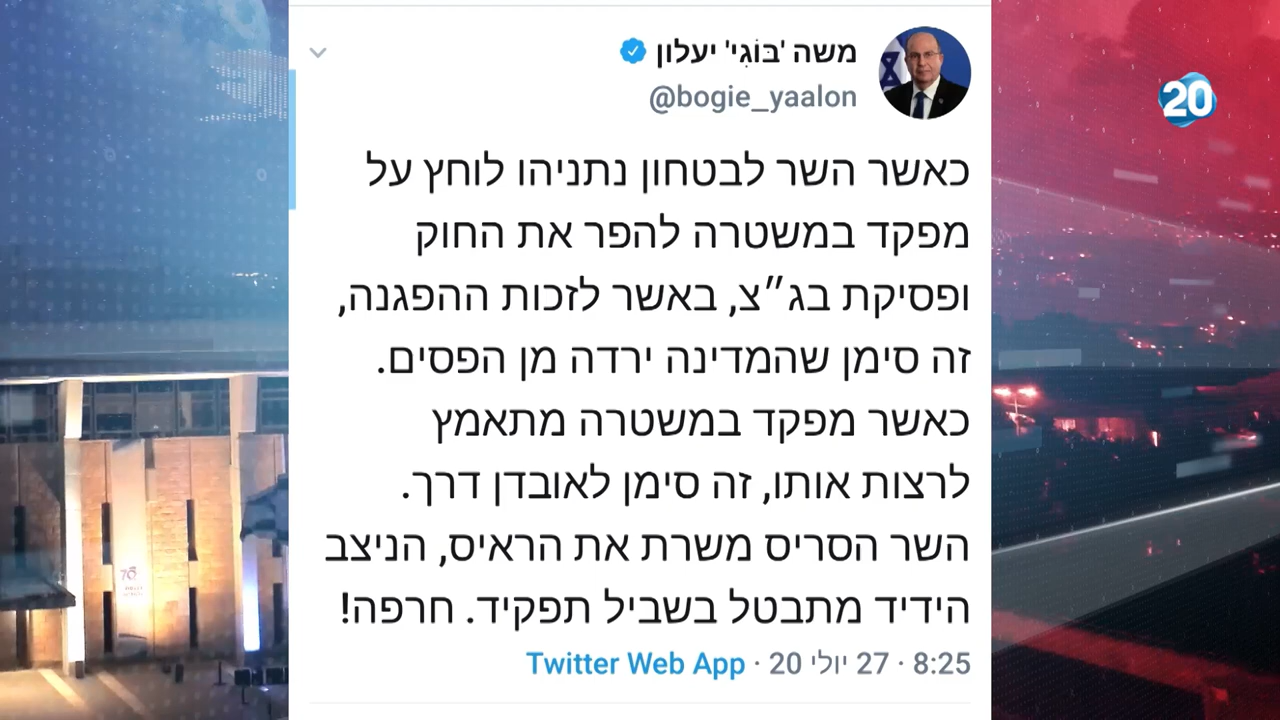 משה 'בּוֹגִי' יעלון
@bogie_yaalon
20
כאשר השר לבטחון נתניהו לוחץ על
מפקד במשטרה להפר את החוק
ופסיקת בג״צ, באשר לזכות ההפגנה,
זה סימן שהמדינה ירדה מן הפסים.
כאשר מפקד במשטרה מתאמץ
לרצות אותו, זה סימן לאובדן דרך.
השר הסריס משרת את הראיס, הניצב
הידיד מתבטל בשביל תפקיד. חרפה!
8:25 · 27 יולי 20 · Twitter Web App
70